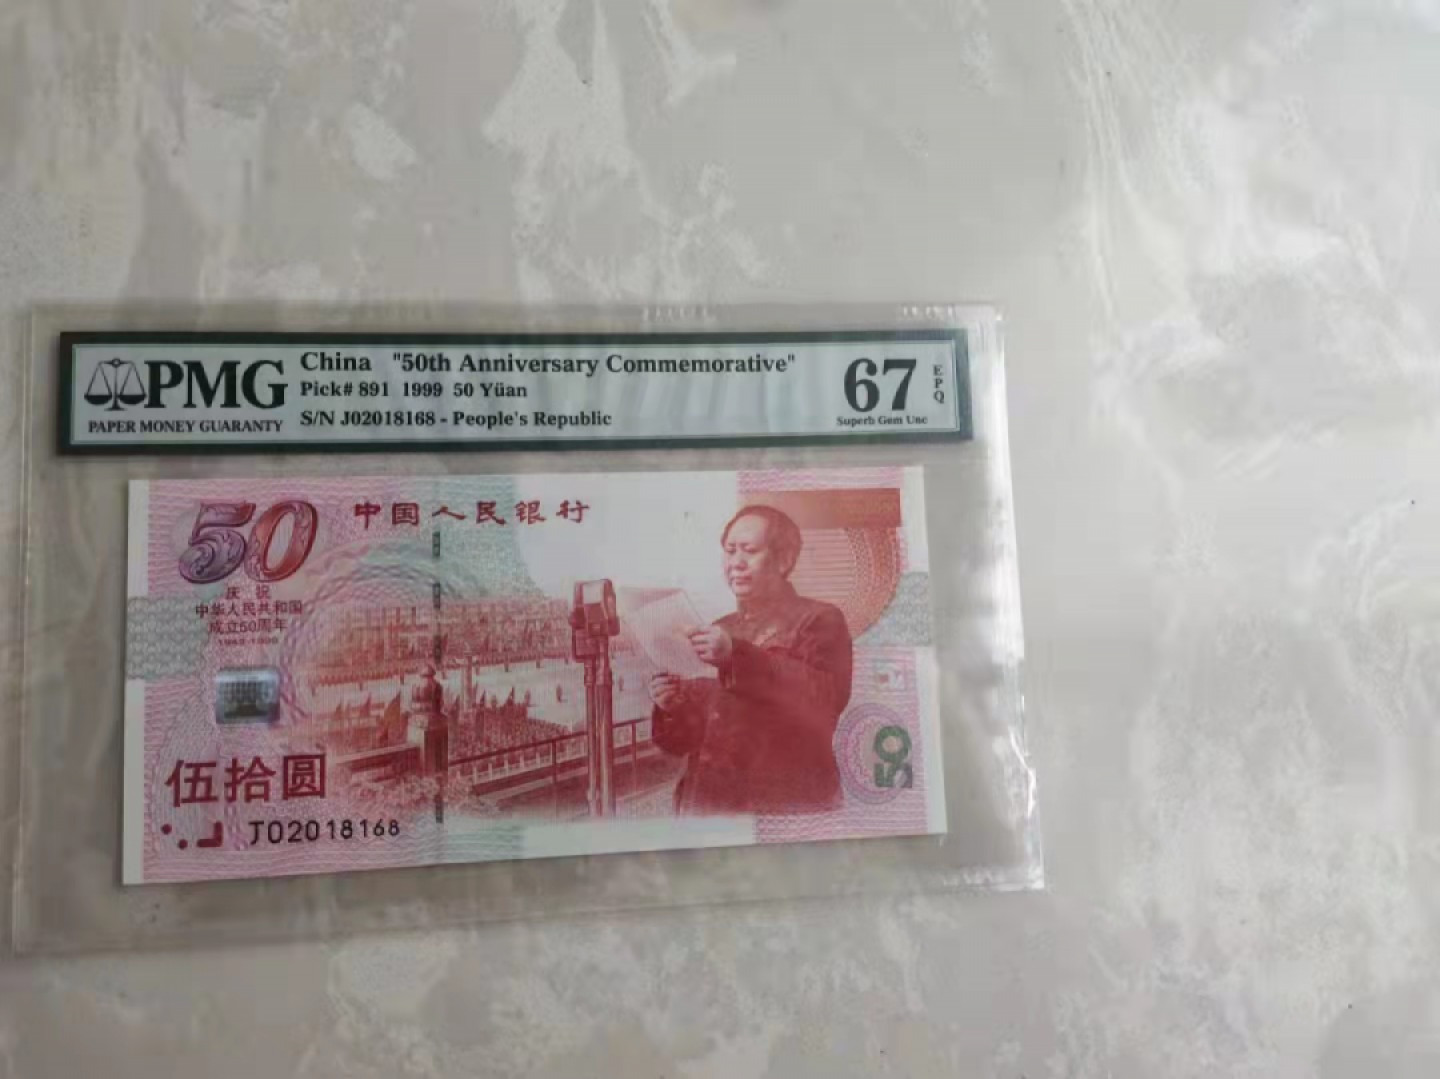 PMG
PAPER MONEY GUARANTY
China "50th Anniversary Commemorative"
Pick# 891 1999 50 Yüan
S/N J02018168 - People's Republic
67
EPQ
Superb Gem Unc
50
中国人民银行
庆祝
中华人民共和国
成立50周年
1949-1999
伍拾圆
J02018168
50